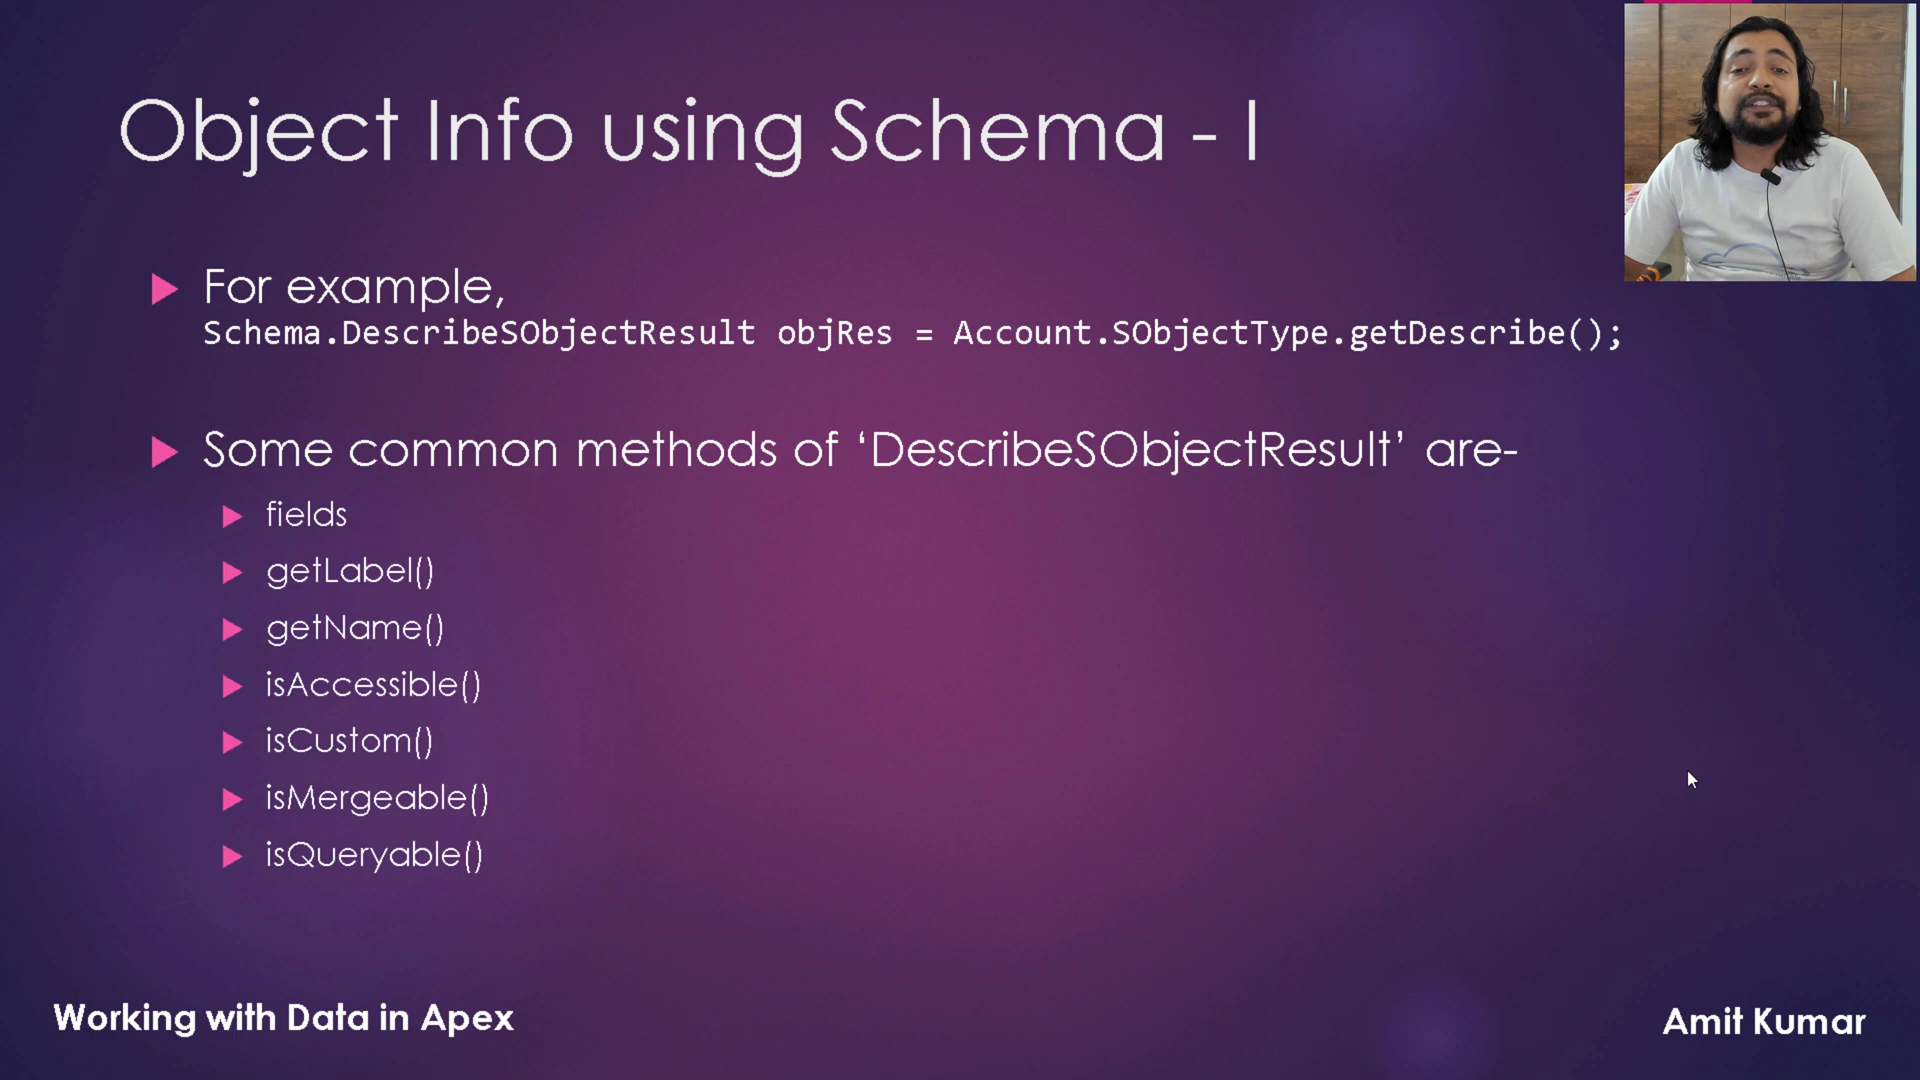 Object Info using Schema - I
For example,
Schema.DescribeSObjectResult objRes = Account.SObjectType.getDescribe();
Some common methods of ‘DescribeSObjectResult’ are-
fields
getLabel()
getName()
isAccessible()
isCustom()
isMergeable()
isQueryable()
Working with Data in Apex
Amit Kumar